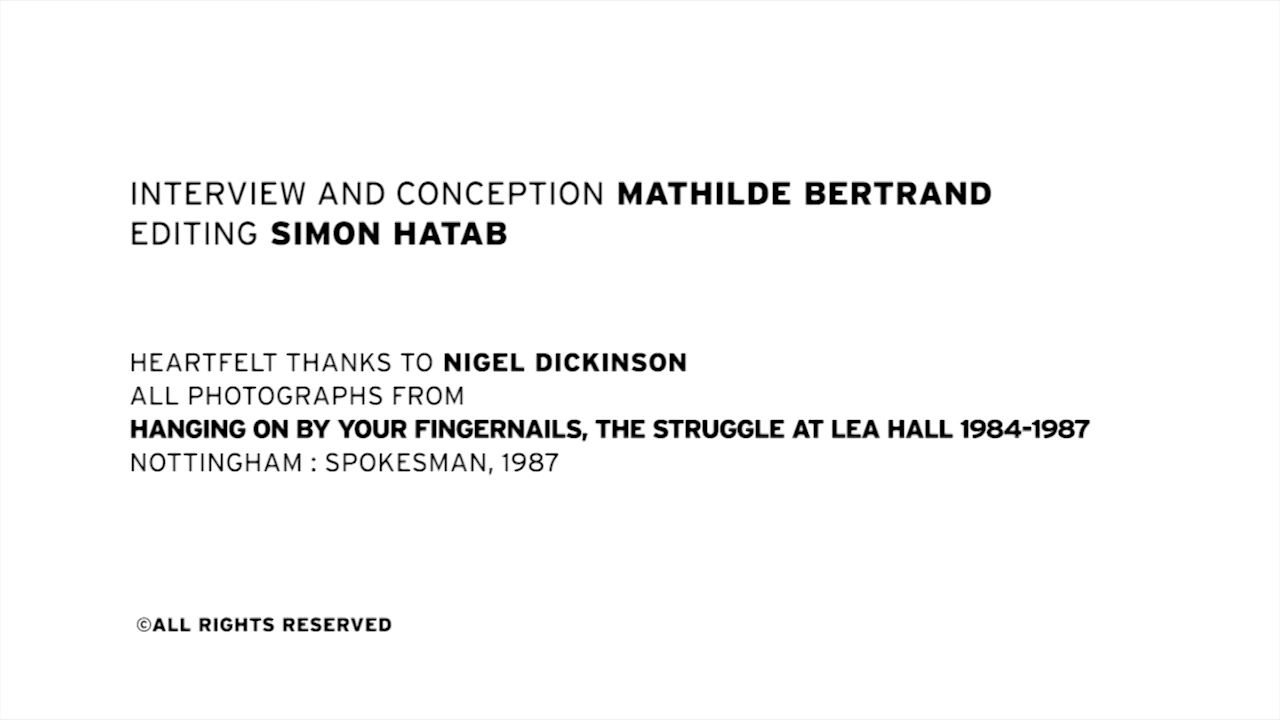 INTERVIEW AND CONCEPTION MATHILDE BERTRAND
EDITING SIMON HATAB
HEARTFELT THANKS TO NIGEL DICKINSON
ALL PHOTOGRAPHS FROM
HANGING ON BY YOUR FINGERNAILS, THE STRUGGLE AT LEA HALL 1984-1987
NOTTINGHAM : SPOKESMAN, 1987
©ALL RIGHTS RESERVED